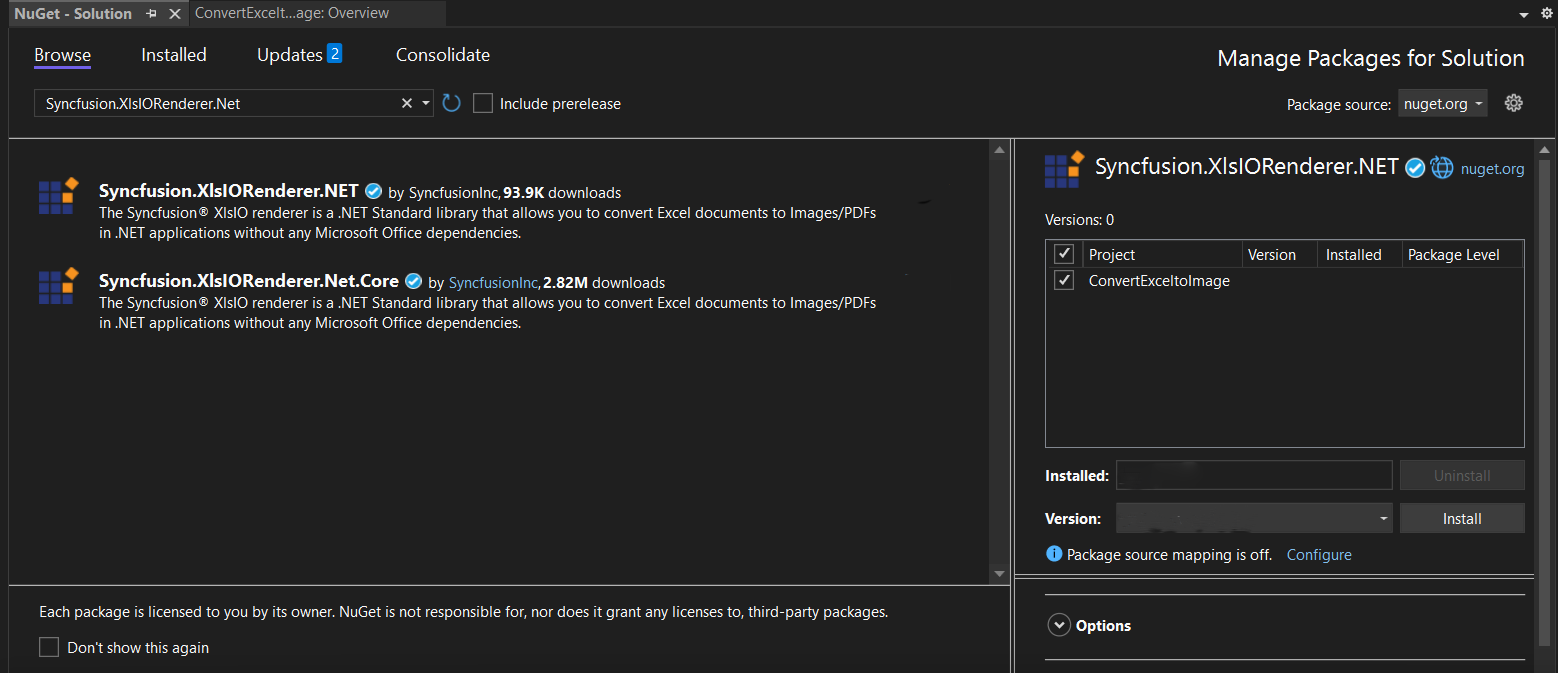 NuGet - Solution
ConvertExcelt...age: Overview
Browse
Installed
Updates 2
Consolidate
Manage Packages for Solution
Syncfusion.XlsIORenderer.Net
Include prerelease
Package source: nuget.org
Syncfusion.XlsIORenderer.NET by SyncfusionInc, 93.9K downloads
The Syncfusion® XlsIO renderer is a .NET Standard library that allows you to convert Excel documents to Images/PDFs
in .NET applications without any Microsoft Office dependencies.
Syncfusion.XlsIORenderer.Net.Core by SyncfusionInc, 2.82M downloads
The Syncfusion® XlsIO renderer is a .NET Standard library that allows you to convert Excel documents to Images/PDFs
in .NET applications without any Microsoft Office dependencies.
Each package is licensed to you by its owner. NuGet is not responsible for, nor does it grant any licenses to, third-party packages.
Don't show this again
Syncfusion.XlsIORenderer.NET nuget.org
Versions: 0
Project Version Installed Package Level
ConvertExceltoImage
Installed: Uninstall
Version: Install
Package source mapping is off. Configure
Options